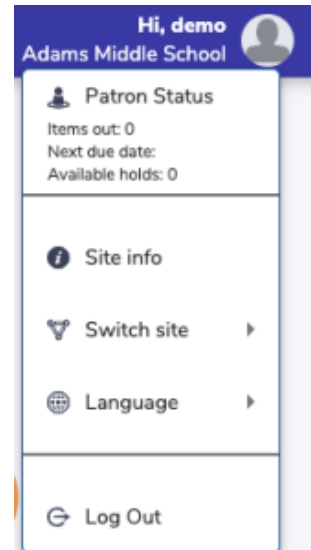 Hi, demo
Adams Middle School
Patron Status
Items out: 0
Next due date:
Available holds: 0
Site info
Switch site
Language
Log Out